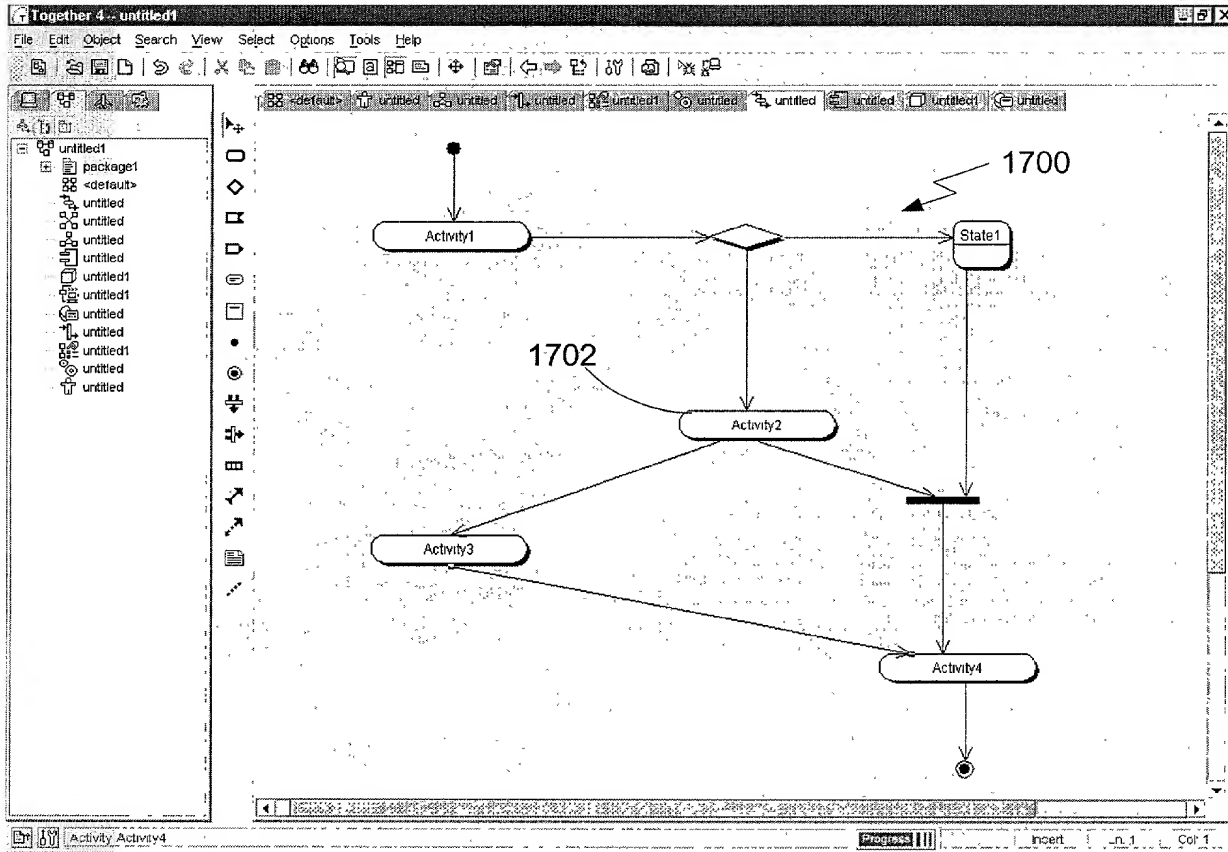 Together 4 -- untitled1
File Edit Object Search View Select Options Tools Help
<default> untitled untitled untitled untitled1 untitled untitled untitled untitled1 untitled
untitled1
package1
<default>
untitled
untitled
untitled
untitled
untitled1
untitled1
untitled
untitled
untitled1
untitled
untitled
1700
Activity1
State1
1702
Activity2
Activity3
Activity4
Activity Activity4
Progress
Insert
Ln. 1
Col 1